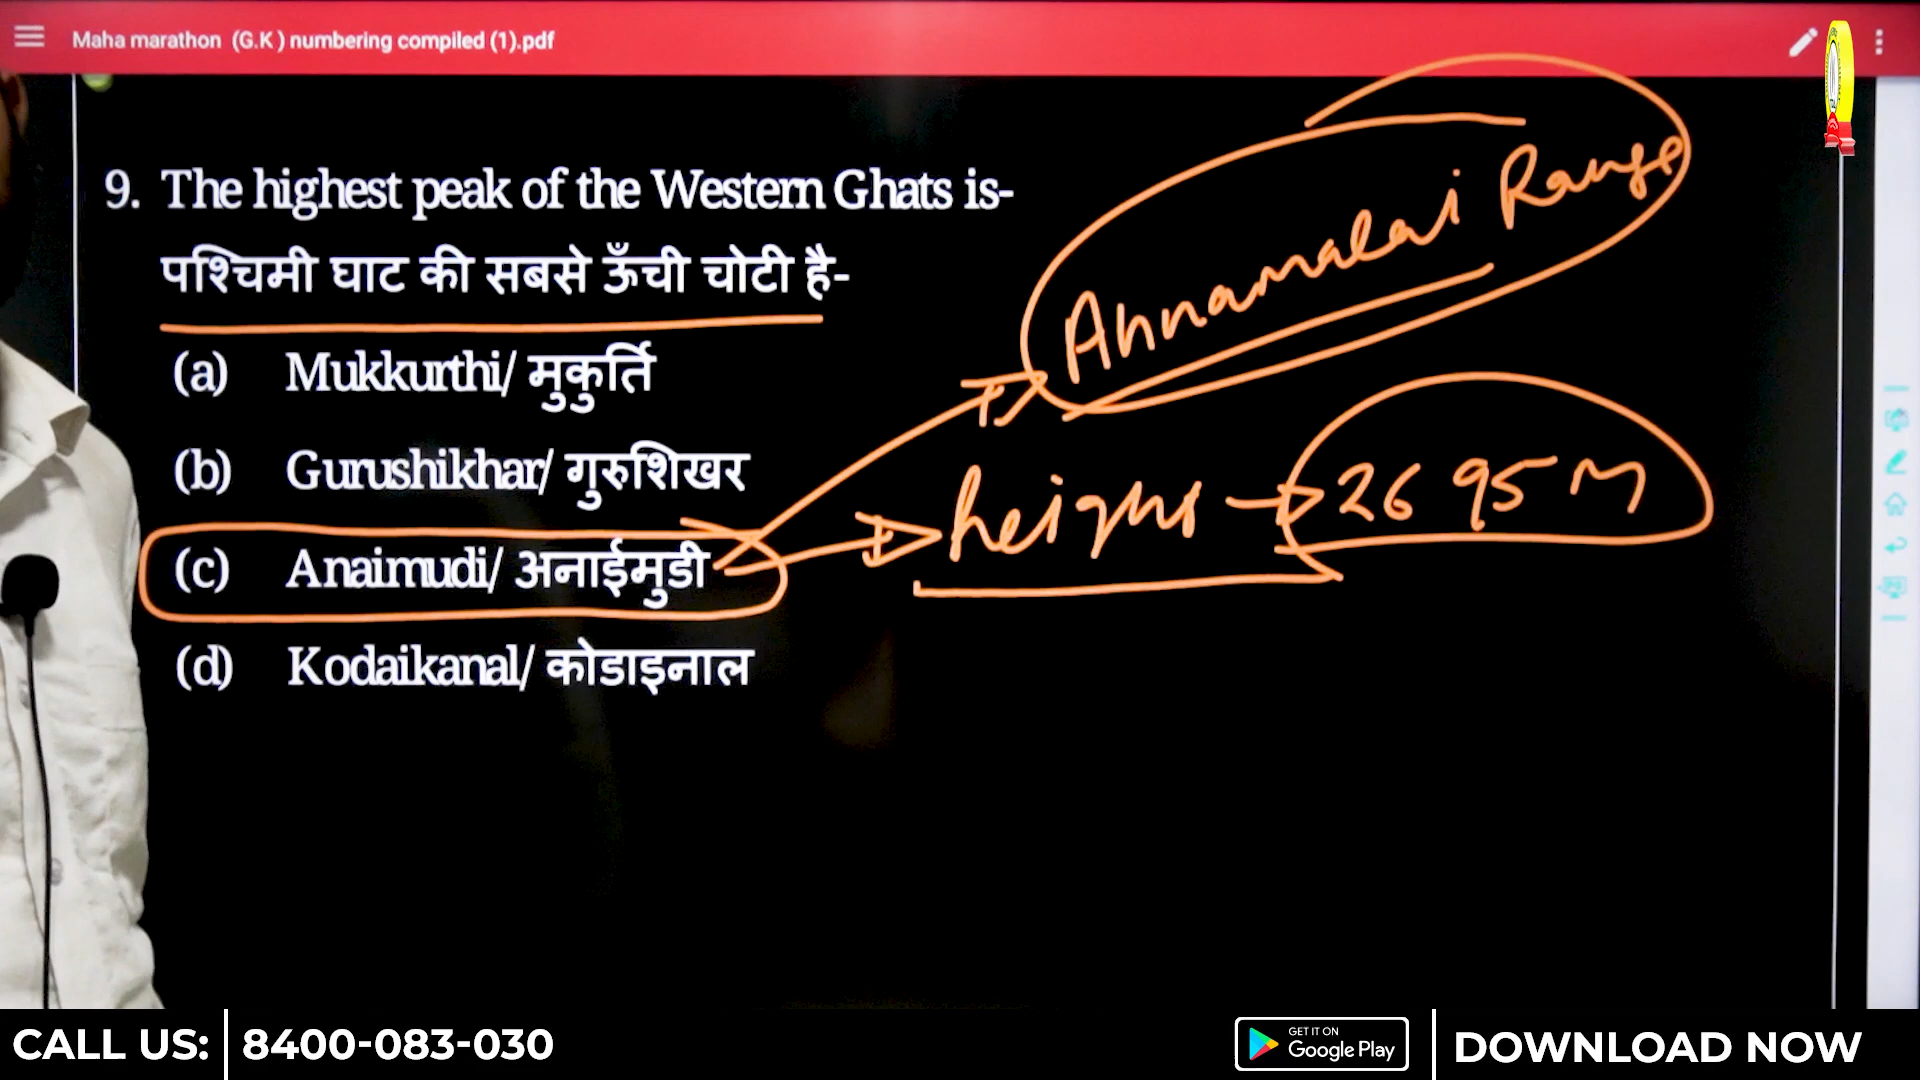 Maha marathon (G.K ) numbering compiled (1).pdf
9. The highest peak of the Western Ghats is-
पश्चिमी घाट की सबसे ऊँची चोटी है-
(a) Mukkurthi/ मुकुर्ति
(b) Gurushikhar/ गुरुशिखर
(c) Anaimudi/ अनाईमुडी
(d) Kodaikanal/ कोडाइनाल
Annamalai Range
height → 2695 M
CALL US: 8400-083-030
GET IT ON
Google Play
DOWNLOAD NOW